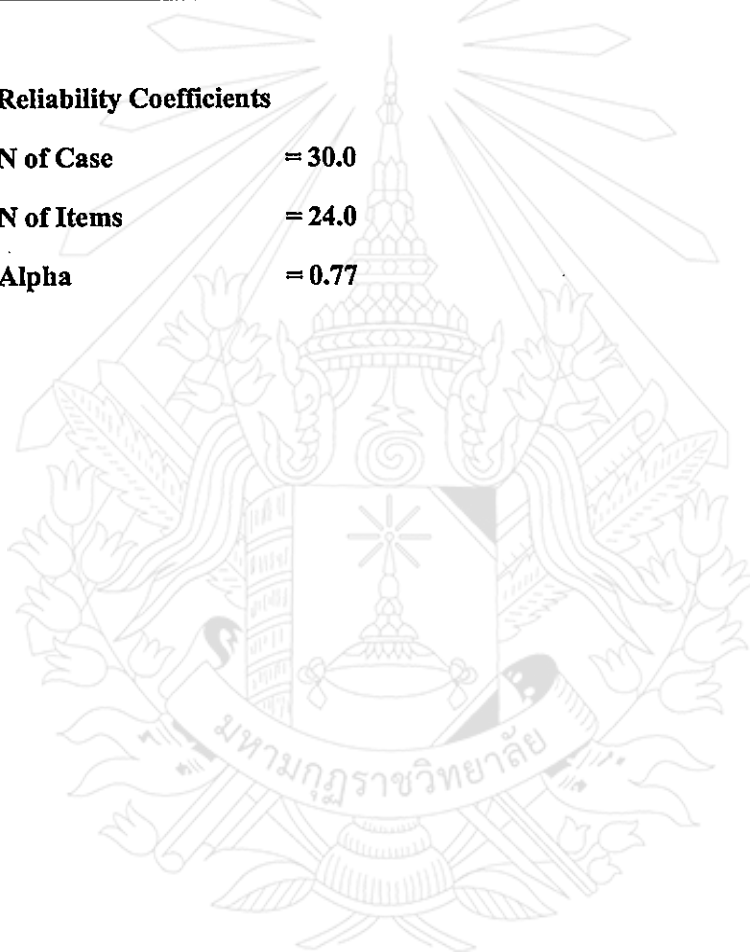 Reliability Coefficients
N of Case = 30.0
N of Items = 24.0
Alpha = 0.77
มหามกุฏราชวิทยาลัย